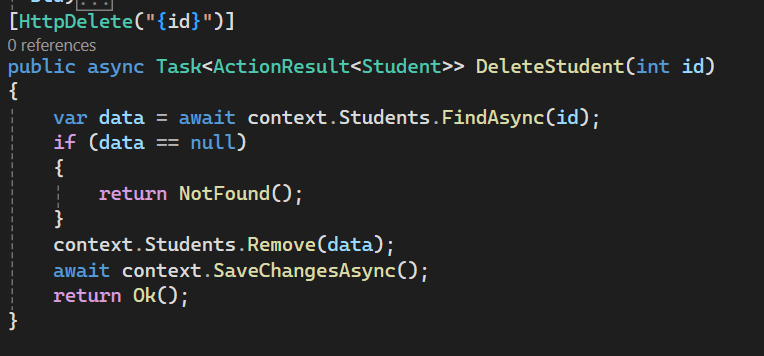 [HttpDelete("{id}")]
0 references
public async Task<ActionResult<Student>> DeleteStudent(int id)
{
var data = await context.Students.FindAsync(id);
if (data == null)
{
return NotFound();
}
context.Students.Remove(data);
await context.SaveChangesAsync();
return Ok();
}